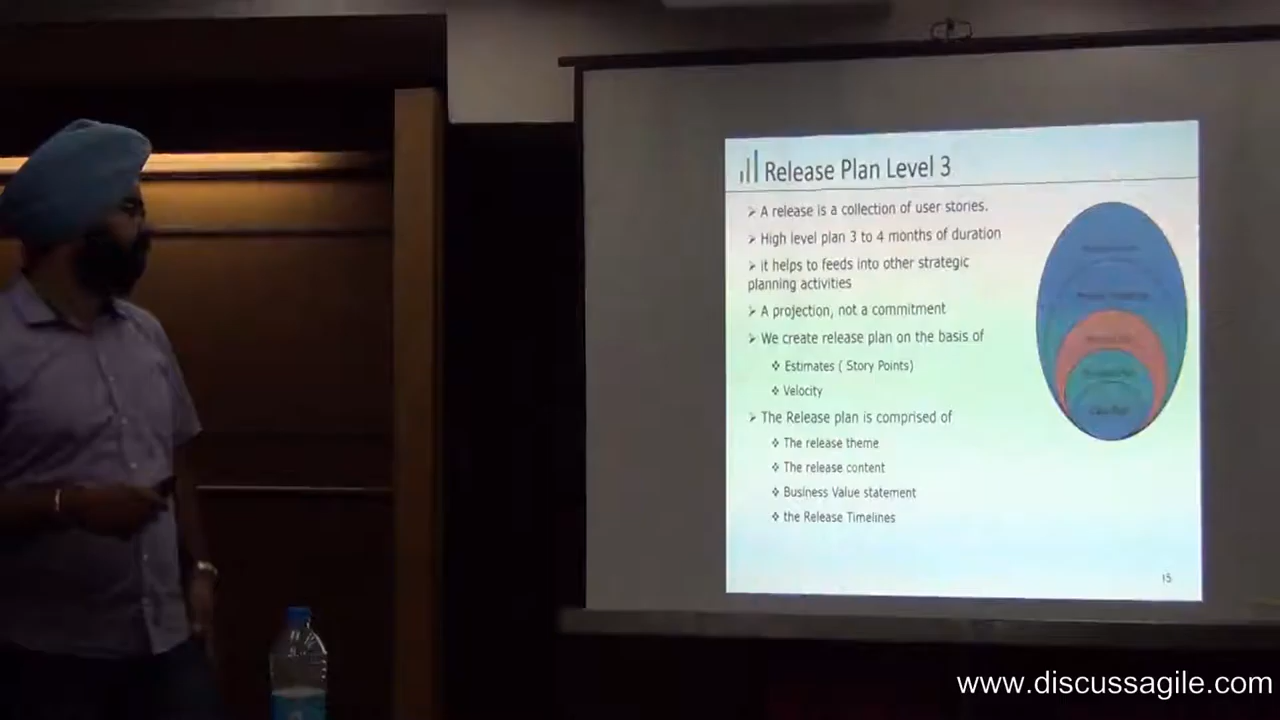 Release Plan Level 3
➢ A release is a collection of user stories.
➢ High level plan 3 to 4 months of duration
➢ it helps to feeds into other strategic
planning activities
➢ A projection, not a commitment
➢ We create release plan on the basis of
❖ Estimates ( Story Points)
❖ Velocity
➢ The Release plan is comprised of
❖ The release theme
❖ The release content
❖ Business Value statement
❖ the Release Timelines
15
www.discussagile.com